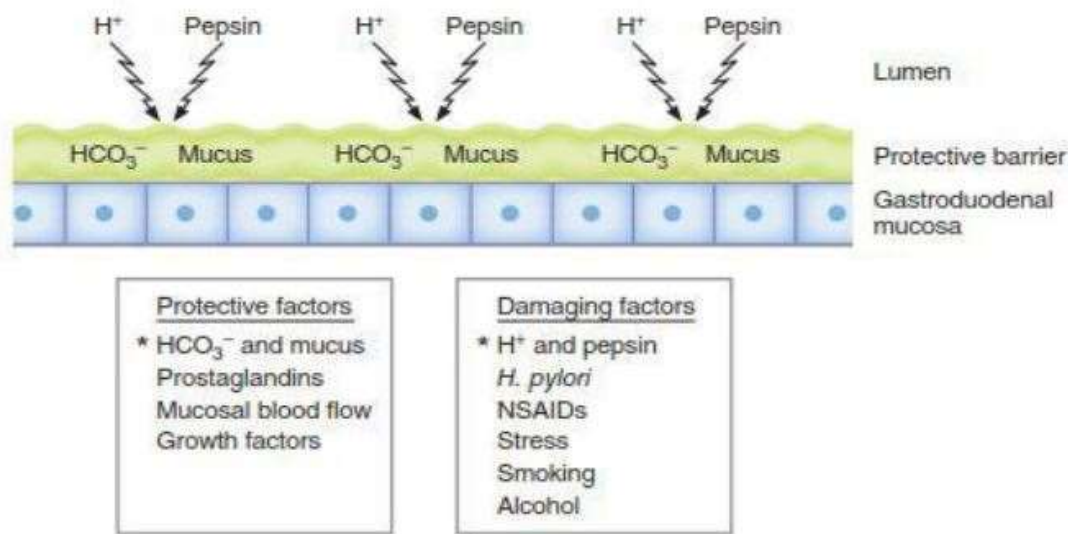 H⁺ Pepsin H⁺ Pepsin H⁺ Pepsin
Lumen
HCO₃⁻ Mucus HCO₃⁻ Mucus HCO₃⁻ Mucus
Protective barrier
Gastroduodenal
mucosa
Protective factors
* HCO₃⁻ and mucus
Prostaglandins
Mucosal blood flow
Growth factors
Damaging factors
* H⁺ and pepsin
H. pylori
NSAIDs
Stress
Smoking
Alcohol